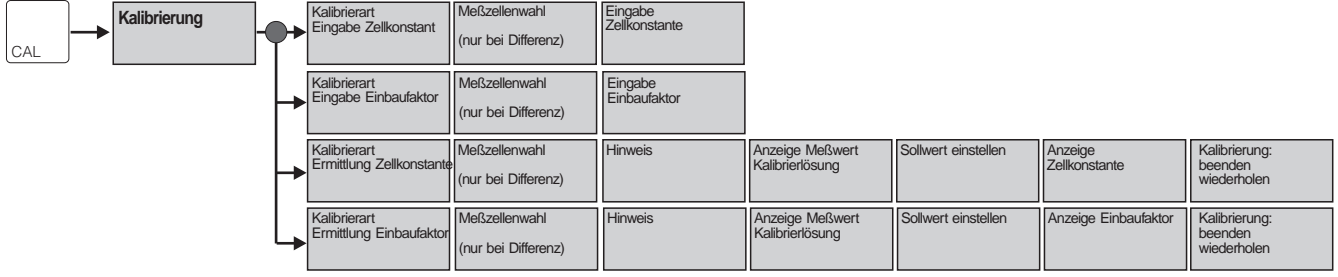 CAL
Kalibrierung
Kalibrierart
Eingabe Zellkonstant
Meßzellenwahl
(nur bei Differenz)
Eingabe
Zellkonstante
Kalibrierart
Eingabe Einbaufaktor
Meßzellenwahl
(nur bei Differenz)
Eingabe
Einbaufaktor
Kalibrierart
Ermittlung Zellkonstante
Meßzellenwahl
(nur bei Differenz)
Hinweis
Anzeige Meßwert
Kalibrierlösung
Sollwert einstellen
Anzeige
Zellkonstante
Kalibrierung:
beenden
wiederholen
Kalibrierart
Ermittlung Einbaufaktor
Meßzellenwahl
(nur bei Differenz)
Hinweis
Anzeige Meßwert
Kalibrierlösung
Sollwert einstellen
Anzeige Einbaufaktor
Kalibrierung:
beenden
wiederholen